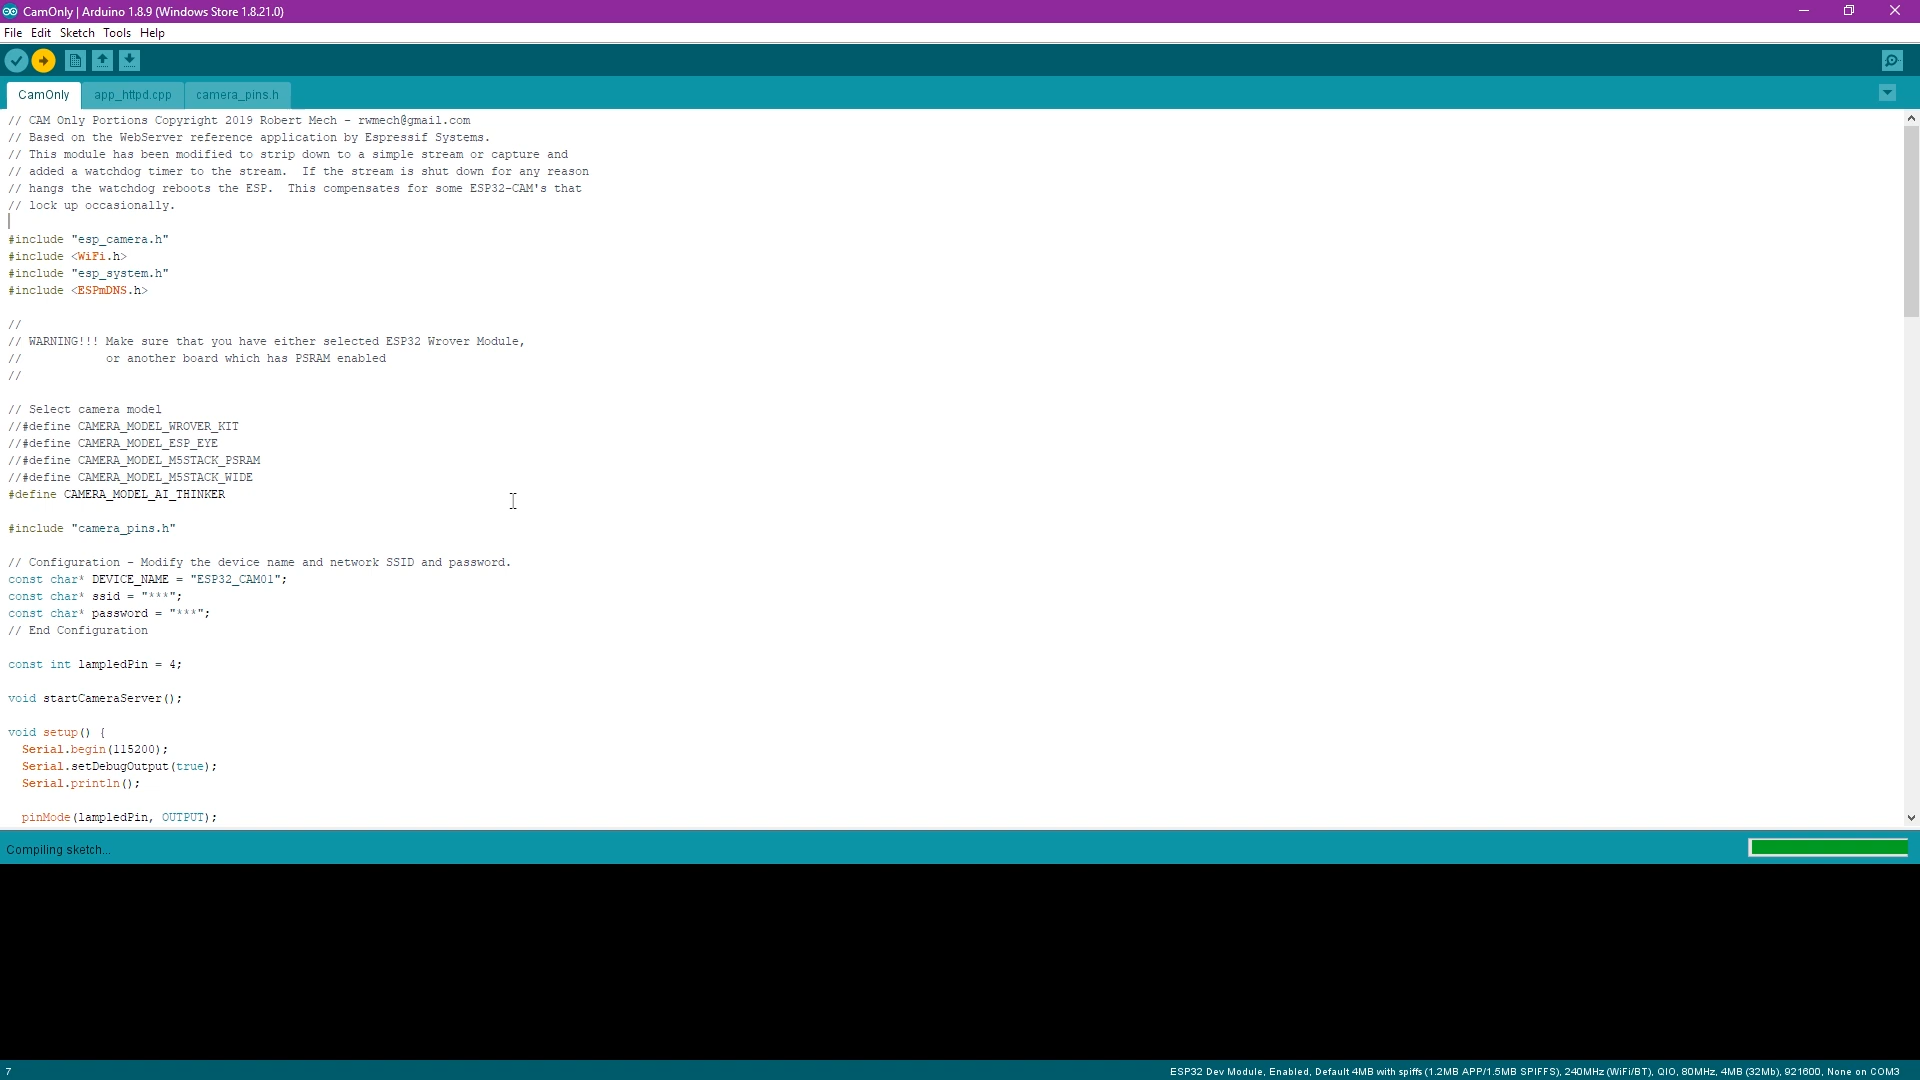 CamOnly | Arduino 1.8.9 (Windows Store 1.8.21.0)
File Edit Sketch Tools Help
CamOnly app_httpd.cpp camera_pins.h
// CAM Only Portions Copyright 2019 Robert Mech - rwmech@gmail.com
// Based on the WebServer reference application by Espressif Systems.
// This module has been modified to strip down to a simple stream or capture and
// added a watchdog timer to the stream.  If the stream is shut down for any reason
// hangs the watchdog reboots the ESP.  This compensates for some ESP32-CAM's that
// lock up occasionally.
#include "esp_camera.h"
#include <WiFi.h>
#include "esp_system.h"
#include <ESPmDNS.h>
//
// WARNING!!! Make sure that you have either selected ESP32 Wrover Module,
//            or another board which has PSRAM enabled
//
// Select camera model
//#define CAMERA_MODEL_WROVER_KIT
//#define CAMERA_MODEL_ESP_EYE
//#define CAMERA_MODEL_M5STACK_PSRAM
//#define CAMERA_MODEL_M5STACK_WIDE
#define CAMERA_MODEL_AI_THINKER
#include "camera_pins.h"
// Configuration - Modify the device name and network SSID and password.
const char* DEVICE_NAME = "ESP32_CAM01";
const char* ssid = "***";
const char* password = "***";
// End Configuration
const int lampledPin = 4;
void startCameraServer();
void setup() {
  Serial.begin(115200);
  Serial.setDebugOutput(true);
  Serial.println();
  pinMode(lampledPin, OUTPUT);
Compiling sketch...
7 ESP32 Dev Module, Enabled, Default 4MB with spiffs (1.2MB APP/1.5MB SPIFFS), 240MHz (WiFi/BT), QIO, 80MHz, 4MB (32Mb), 921600, None on COM3